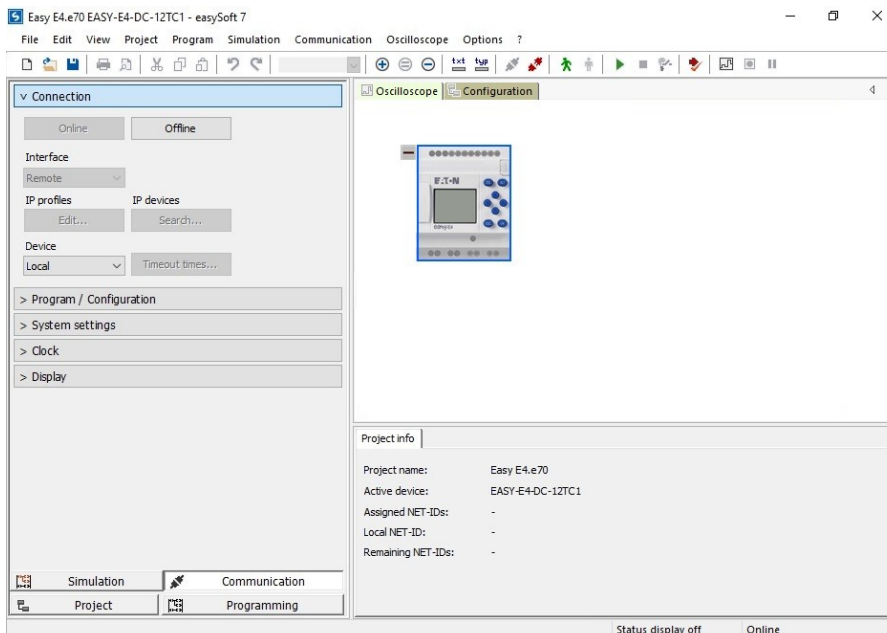 Easy E4.e70 EASY-E4-DC-12TC1 - easySoft 7
File Edit View Project Program Simulation Communication Oscilloscope Options ?
txt typ
Connection
Oscilloscope Configuration
Online Offline
Interface
Remote
IP profiles IP devices
Edit... Search...
Device
Local Timeout times...
> Program / Configuration
> System settings
> Clock
> Display
E·T·N
Project info
Project name: Easy E4.e70
Active device: EASY-E4-DC-12TC1
Assigned NET-IDs: -
Local NET-ID: -
Remaining NET-IDs: -
Simulation Communication
Project Programming
Status display off Online